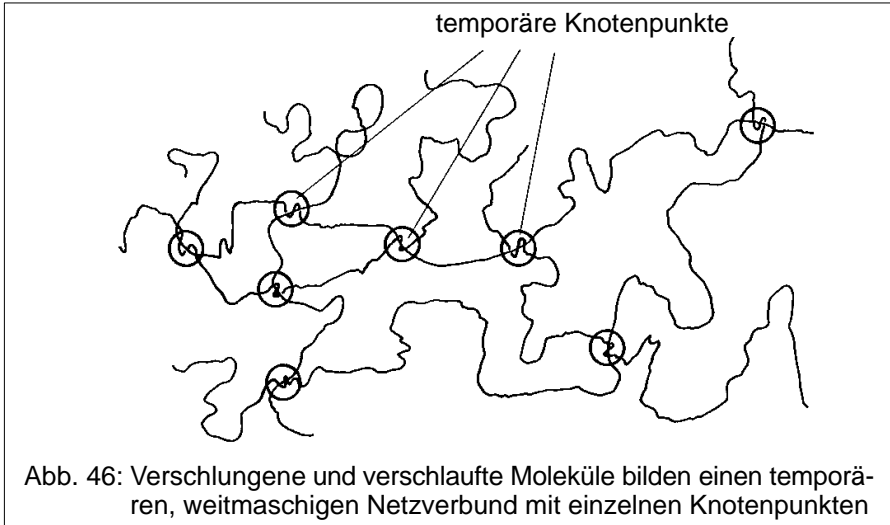 temporäre Knotenpunkte
Abb. 46: Verschlungene und verschlaufte Moleküle bilden einen temporä-
ren, weitmaschigen Netzverbund mit einzelnen Knotenpunkten